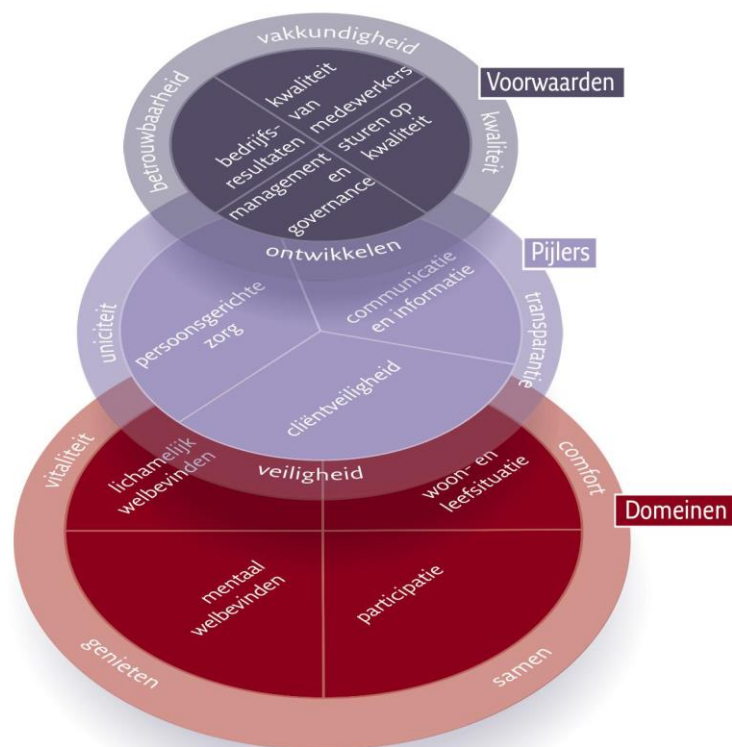 vakkundigheid
betrouwbaarheid
kwaliteit
ontwikkelen
Voorwaarden
kwaliteit
van
medewerkers
bedrijfs-
resultaten
sturen op
kwaliteit
management
en
governance
Pijlers
uniciteit
transparantie
veiligheid
persoonsgerichte
zorg
communicatie
en informatie
cliëntveiligheid
Domeinen
vitaliteit
comfort
genieten
samen
lichamelijk
welbevinden
woon- en
leefsituatie
mentaal
welbevinden
participatie